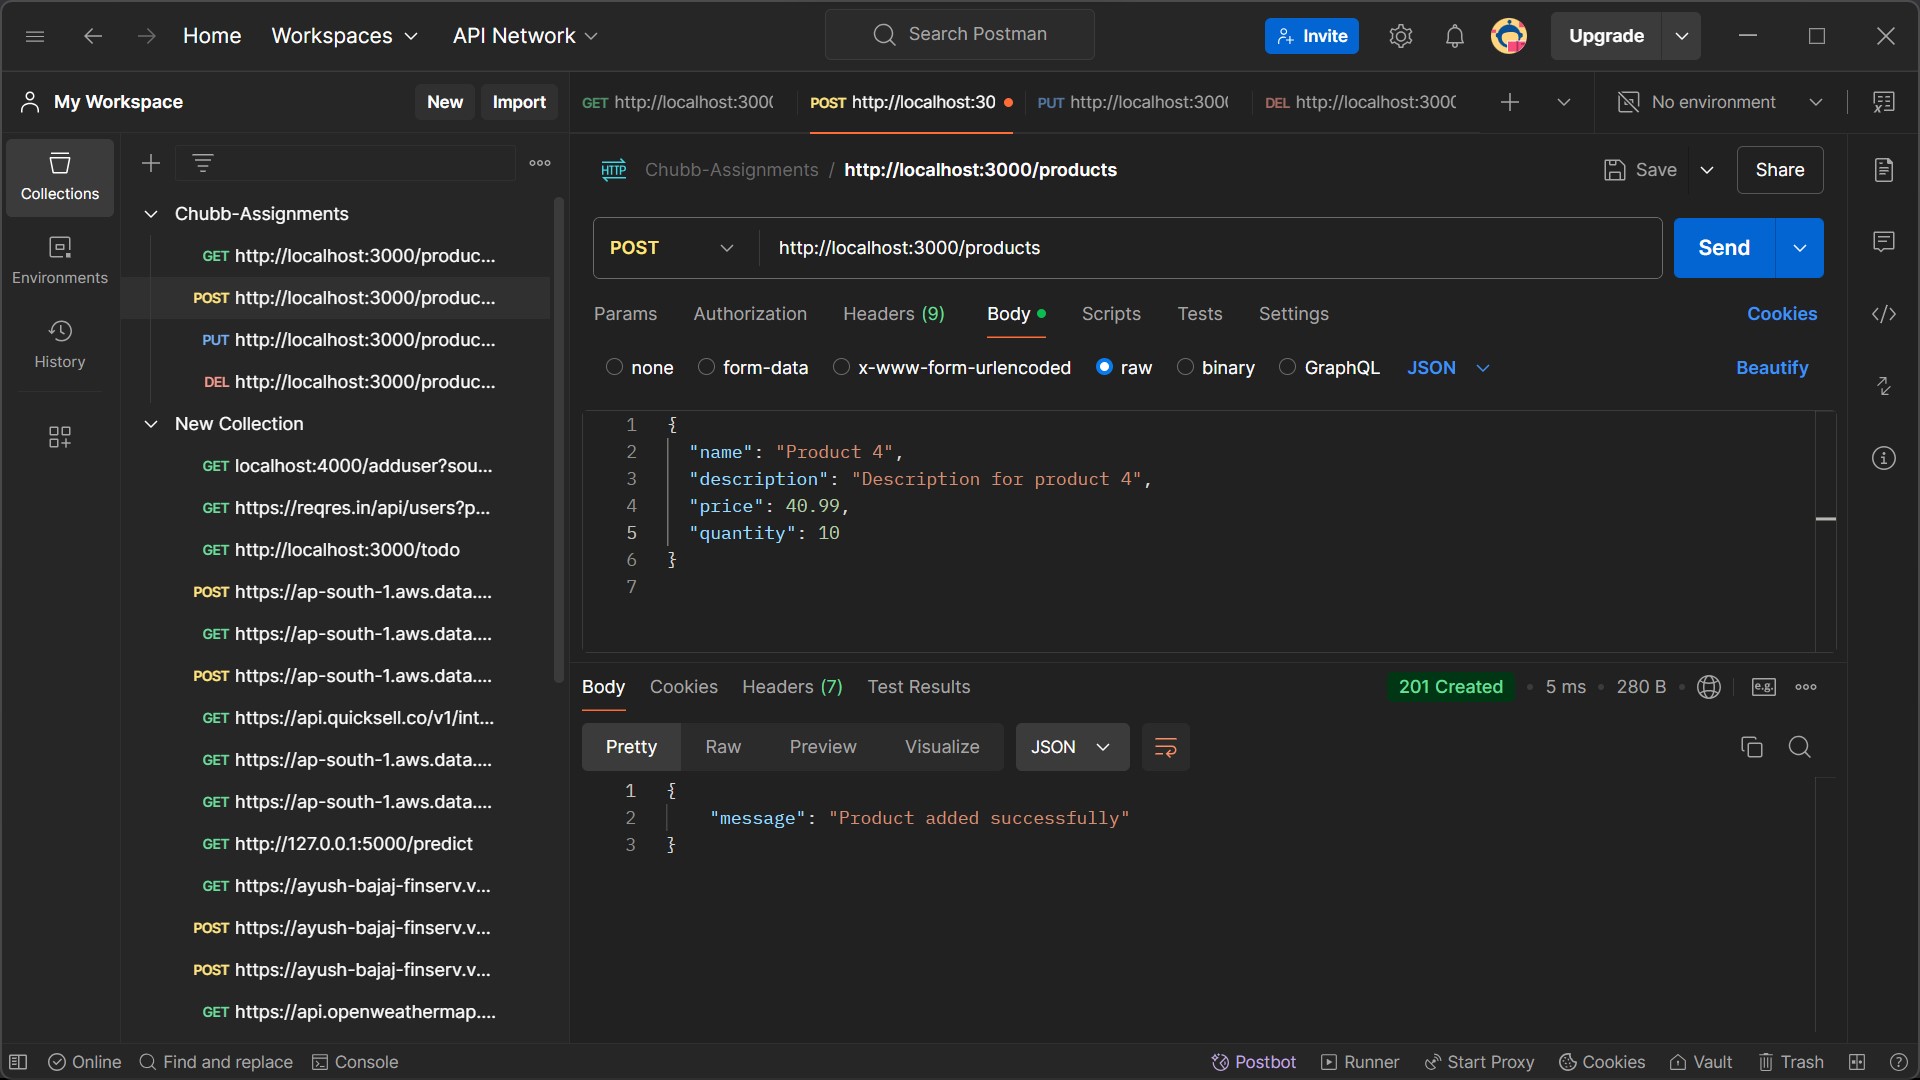 Home Workspaces API Network Search Postman Invite Upgrade
My Workspace New Import
GET http://localhost:300( POST http://localhost:30 PUT http://localhost:300( DEL http://localhost:300( No environment
Collections
Environments
History
Chubb-Assignments
GET http://localhost:3000/produc...
POST http://localhost:3000/produc...
PUT http://localhost:3000/produc...
DEL http://localhost:3000/produc...
New Collection
GET localhost:4000/adduser?sou...
GET https://reqres.in/api/users?p...
GET http://localhost:3000/todo
POST https://ap-south-1.aws.data....
GET https://ap-south-1.aws.data....
POST https://ap-south-1.aws.data....
GET https://api.quicksell.co/v1/int...
GET https://ap-south-1.aws.data....
GET https://ap-south-1.aws.data....
GET http://127.0.0.1:5000/predict
GET https://ayush-bajaj-finserv.v...
POST https://ayush-bajaj-finserv.v...
POST https://ayush-bajaj-finserv.v...
GET https://api.openweathermap....
HTTP Chubb-Assignments / http://localhost:3000/products Save Share
POST http://localhost:3000/products Send
Params Authorization Headers (9) Body Scripts Tests Settings Cookies
none form-data x-www-form-urlencoded raw binary GraphQL JSON Beautify
1 {
2 "name": "Product 4",
3 "description": "Description for product 4",
4 "price": 40.99,
5 "quantity": 10
6 }
7
Body Cookies Headers (7) Test Results 201 Created 5 ms 280 B e.g.
Pretty Raw Preview Visualize JSON
1 {
2 "message": "Product added successfully"
3 }
Online Find and replace Console Postbot Runner Start Proxy Cookies Vault Trash